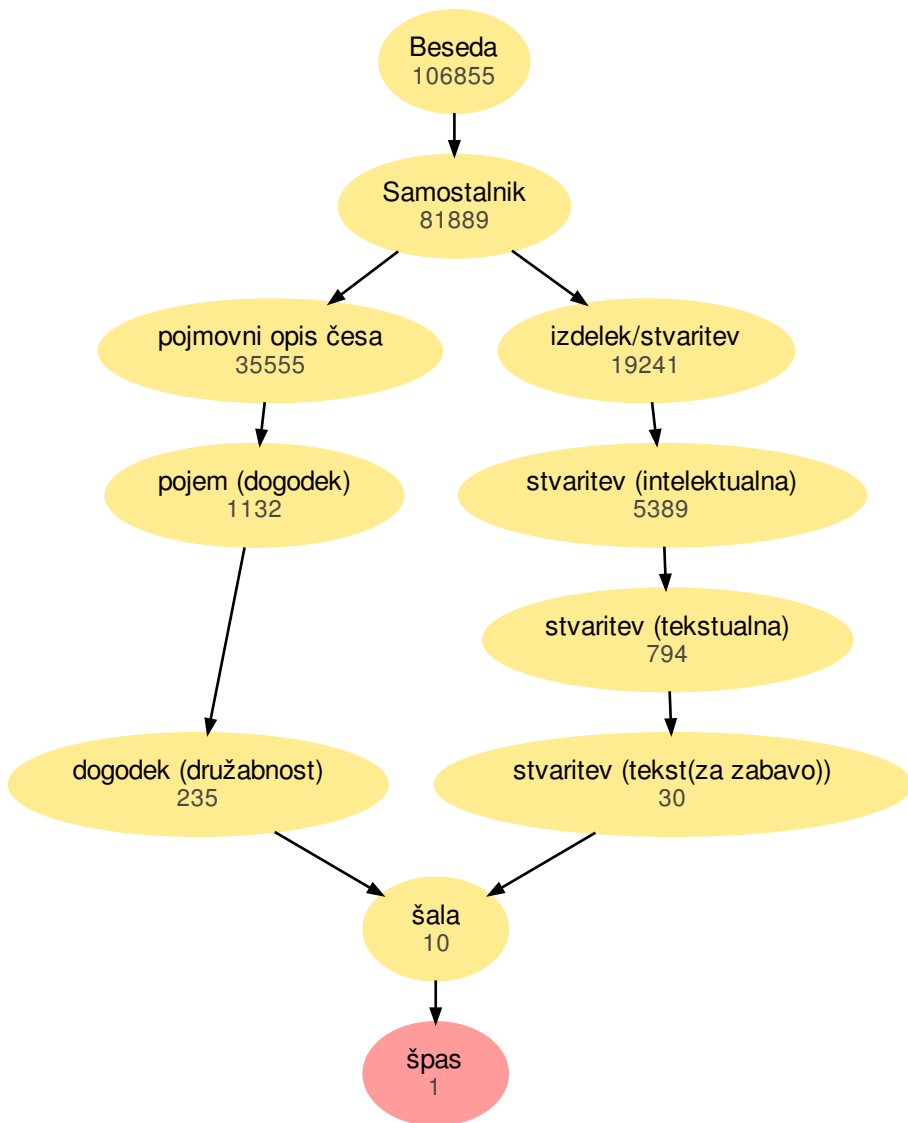 Beseda
106855
Samostalnik
81889
pojmovni opis česa
35555
izdelek/stvaritev
19241
pojem (dogodek)
1132
stvaritev (intelektualna)
5389
stvaritev (tekstualna)
794
dogodek (družabnost)
235
stvaritev (tekst(za zabavo))
30
šala
10
špas
1